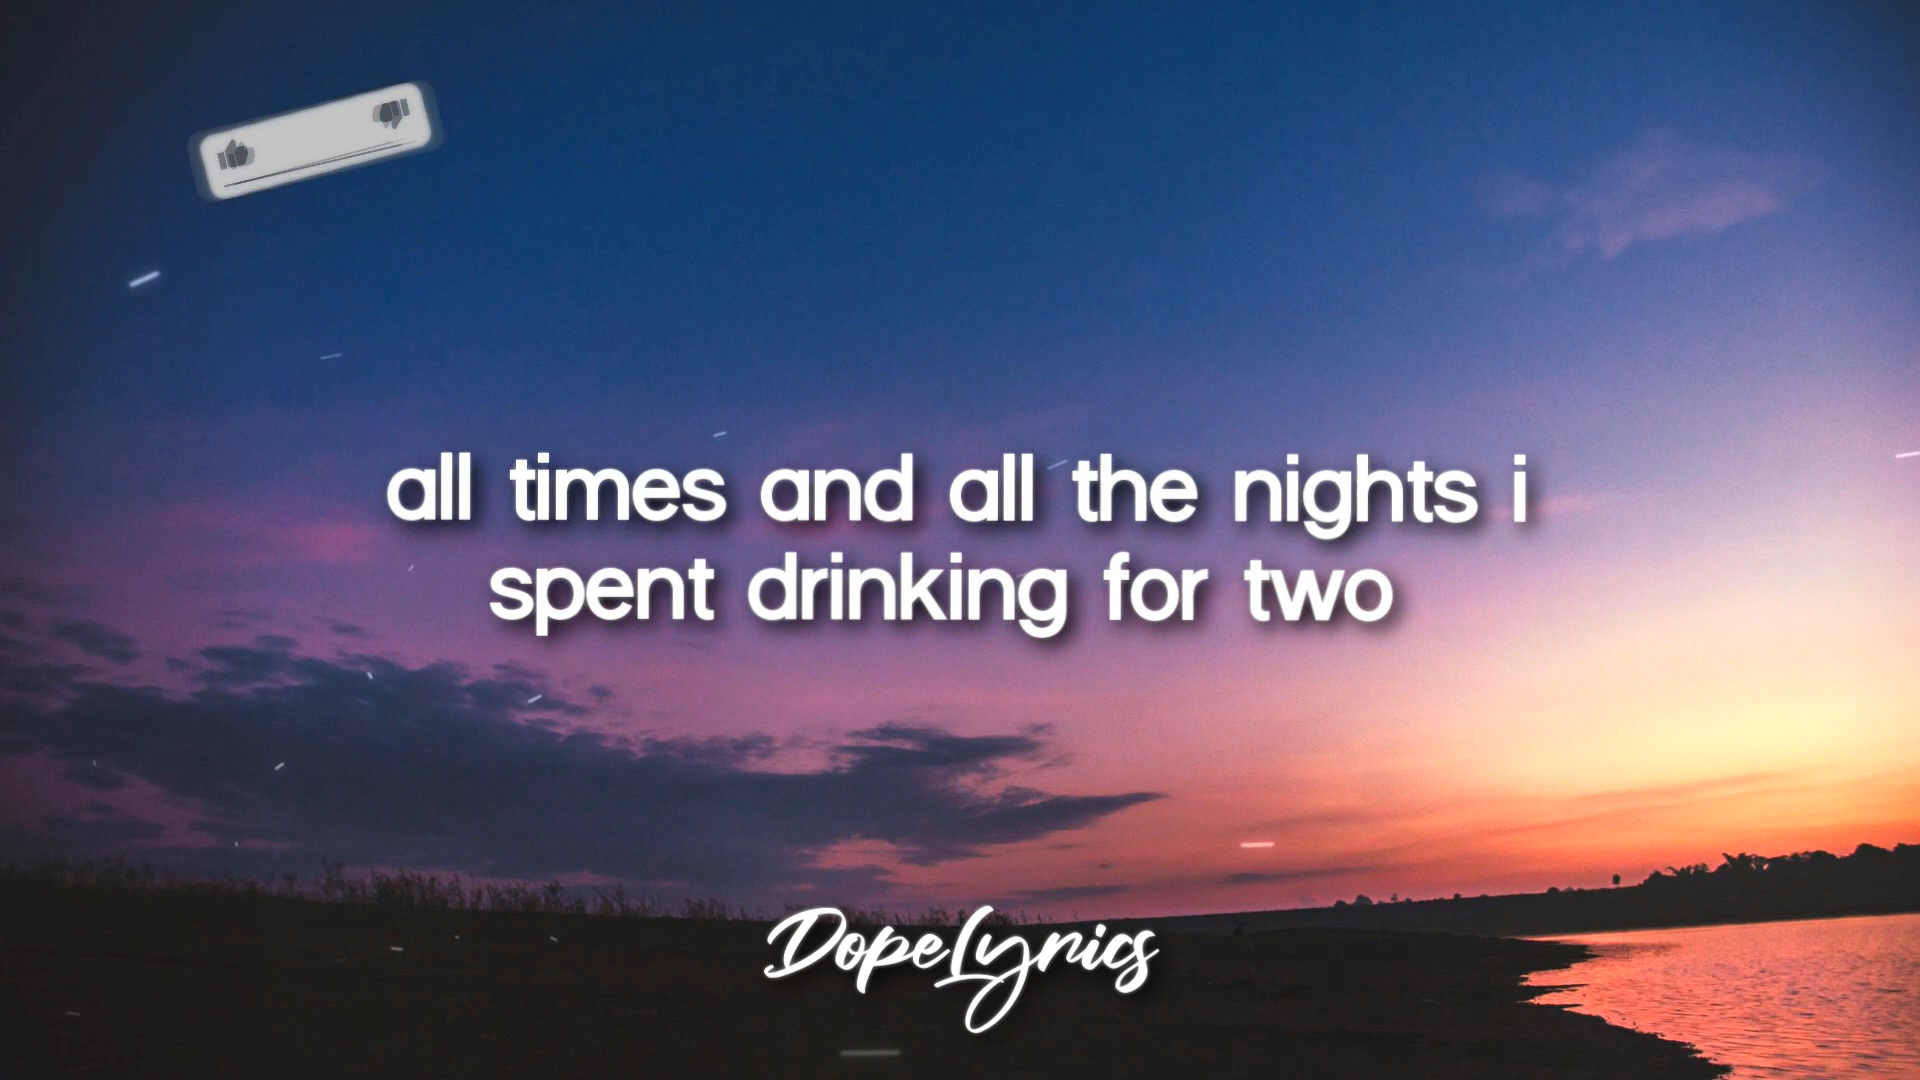 all times and all the nights i
spent drinking for two
DopeLyrics